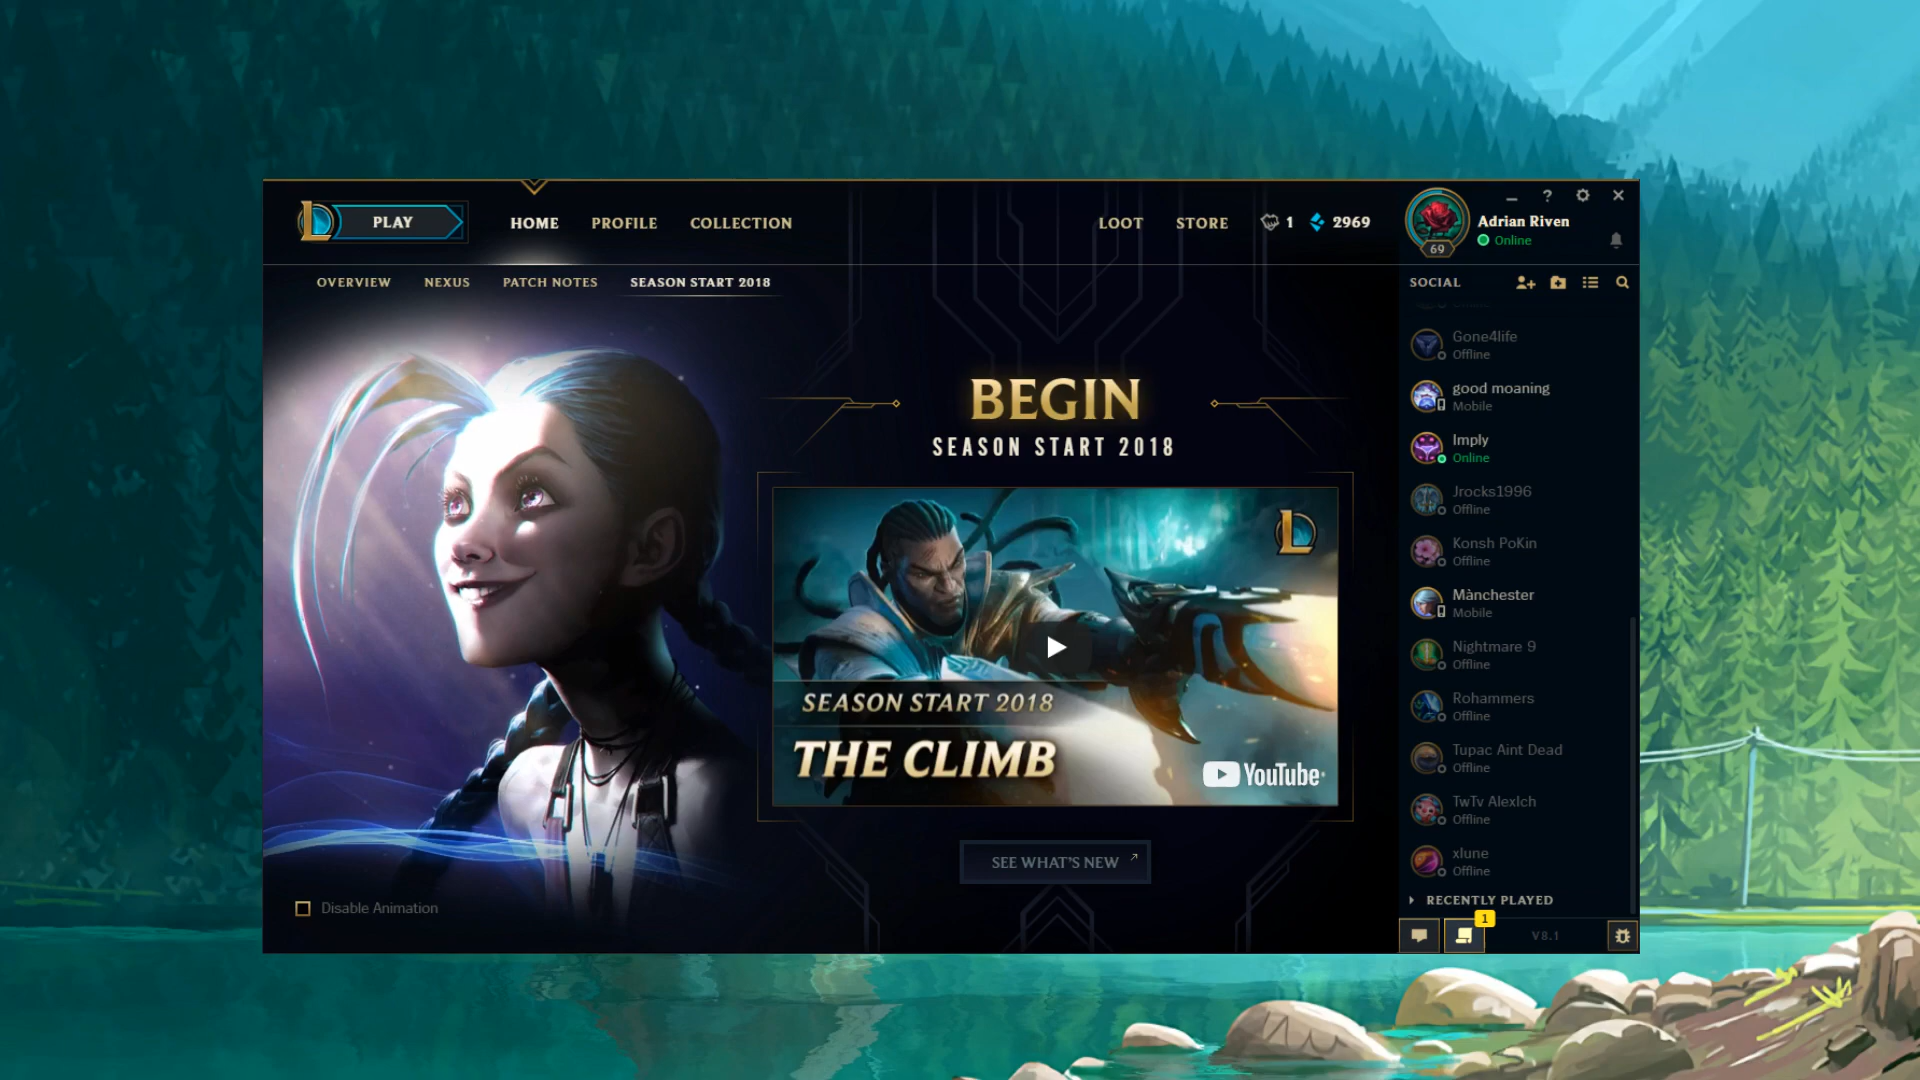 PLAY
HOME
PROFILE
COLLECTION
LOOT
STORE
1
2969
69
?
Adrian Riven
Online
OVERVIEW
NEXUS
PATCH NOTES
SEASON START 2018
SOCIAL
BEGIN
SEASON START 2018
SEASON START 2018
THE CLIMB
YouTube
SEE WHAT'S NEW
Disable Animation
Gone4life
Offline
good moaning
Mobile
Imply
Online
Jrocks1996
Offline
Konsh PoKin
Offline
Mànchester
Mobile
Nightmare 9
Offline
Rohammers
Offline
Tupac Aint Dead
Offline
Offline
xlune
Offline
RECENTLY PLAYED
1
V8.1